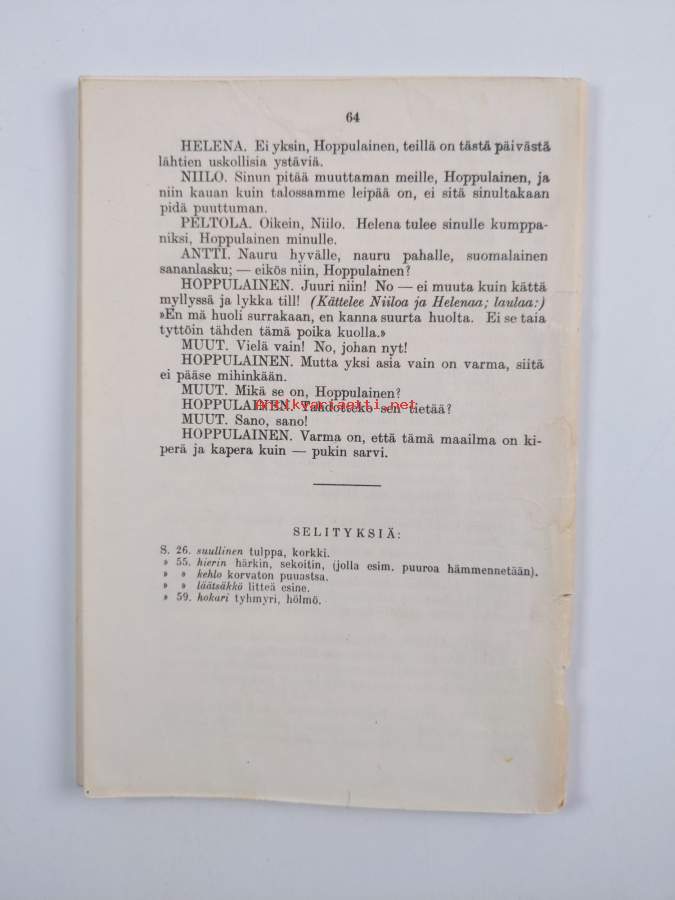 64
HELENA. Ei yksin, Hoppulainen, teillä on tästä päivästä
lähtien uskollisia ystäviä.
NIILO. Sinun pitää muuttaman meille, Hoppulainen, ja
niin kauan kuin talossamme leipää on, ei sitä sinultakaan
pidä puuttuman.
PELTOLA. Oikein, Niilo. Helena tulee sinulle kumppa-
niksi, Hoppulainen minulle.
ANTTI. Nauru hyvälle, nauru pahalle, suomalainen
sananlasku; — eikös niin, Hoppulainen?
HOPPULAINEN. Juuri niin! No — ei muuta kuin kättä
myllyssä ja lykka till! (Kättelee Niiloa ja Helenaa; laulaa:)
»En mä huoli surrakaan, en kanna suurta huolta. Ei se taia
tyttöin tähden tämä poika kuolla.»
MUUT. Vielä vain! No, johan nyt!
HOPPULAINEN. Mutta yksi asia vain on varma, siitä
ei pääse mihinkään.
MUUT. Mikä se on, Hoppulainen?
HOPPULAINEN. Tahdotteko sen tietää?
Antikvariaatti.net
MUUT. Sano, sano!
HOPPULAINEN. Varma on, että tämä maailma on ki-
perä ja kapera kuin — pukin sarvi.
SELITYKSIÄ:
S. 26. suullinen tulppa, korkki.
» 55. hierin härkin, sekoitin, (jolla esim. puuroa hämmennetään).
» » kehlo korvaton puuastsa.
» » läätsäkkö litteä esine.
» 59. hokari tyhmyri, hölmö.